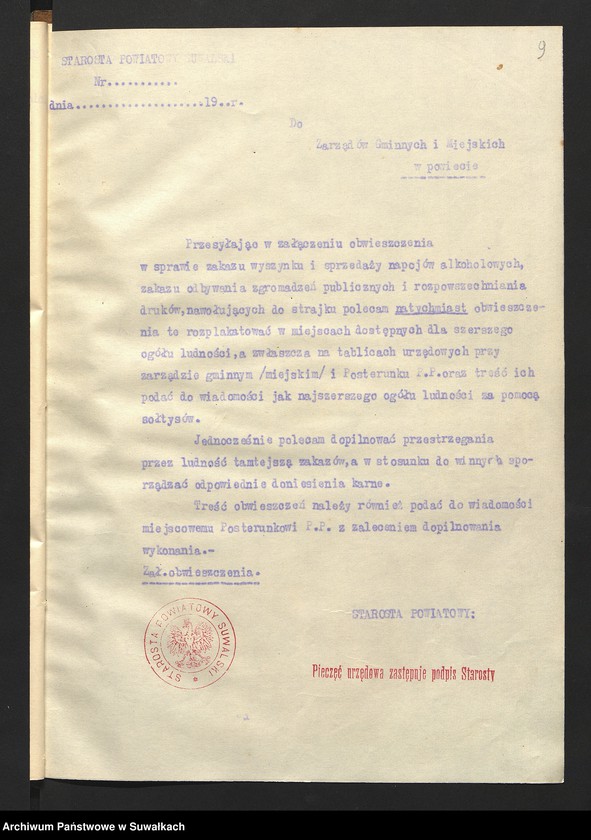 9
STAROSTA POWIATOWY SUWALSKI
Nr...........
dnia.....................19..r.
Do
Zarządów Gminnych i Miejskich
w powiecie
Przesyłając w załączeniu obwieszczenia
w sprawie zakazu wyszynku i sprzedaży napojów alkoholowych,
zakazu odbywania zgromadzeń publicznych i rozpowszechniania
druków,nawołujących do strajku polecam natychmiast obwieszcze-
nia te rozplakatować w miejscach dostępnych dla szerszego
ogółu ludności,a zwłaszcza na tablicach urzędowych przy
zarządzie gminnym /miejskim/ i Posterunku P.P.oraz treść ich
podać do wiadomości jak najszerszego ogółu ludności za pomocą
sołtysów.
Jednocześnie polecam dopilnować przestrzegania
przez ludność tamtejszą zakazów,a w stosunku do winnych spo-
rządzać odpowiednie doniesienia karne.
Treść obwieszczeń należy również podać do wiadomości
miejscowemu Posterunkowi P.P. z zaleceniem dopilnowania
wykonania.-
Zał.obwieszczenia.
STAROSTA POWIATOWY:
STAROSTA POWIATOWY SUWALSKI
Pieczęć urzędowa zastępuje podpis Starosty
Archiwum Państwowe w Suwałkach